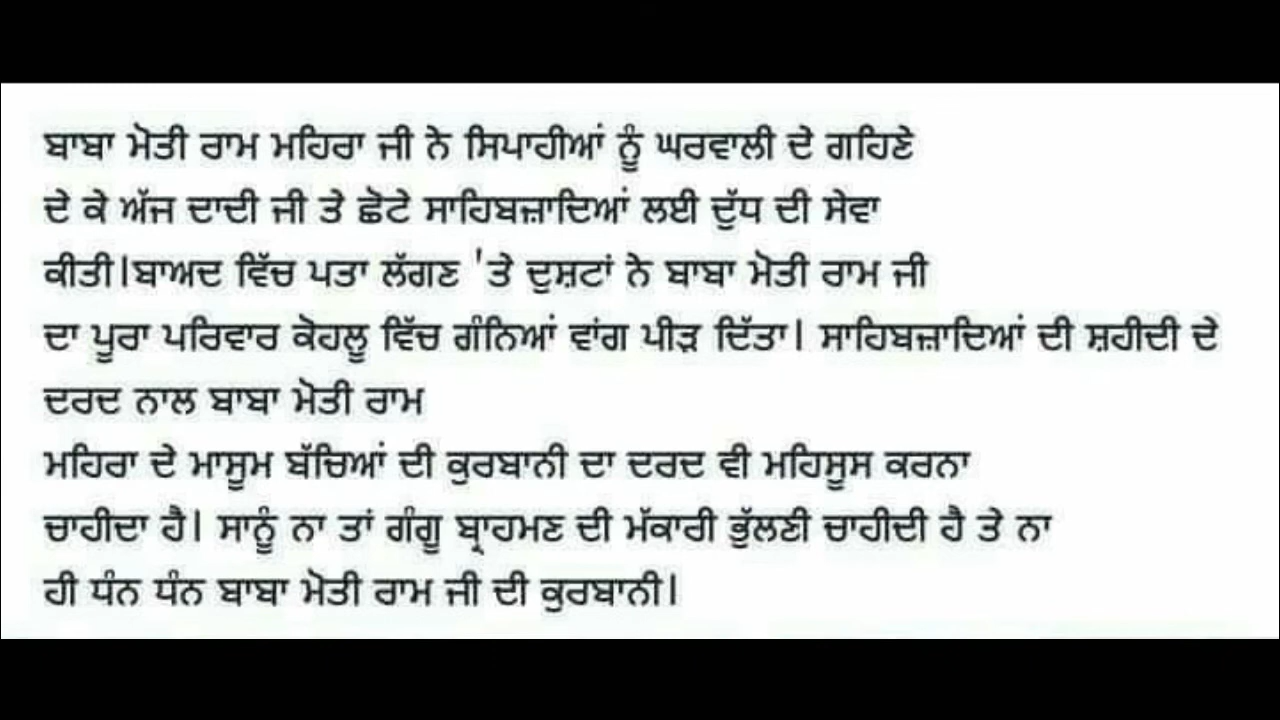 ਬਾਬਾ ਮੋਤੀ ਰਾਮ ਮਹਿਰਾ ਜੀ ਨੇ ਸਿਪਾਹੀਆਂ ਨੂੰ ਘਰਵਾਲੀ ਦੇ ਗਹਿਣੇ
ਦੇ ਕੇ ਅੱਜ ਦਾਦੀ ਜੀ ਤੇ ਛੋਟੇ ਸਾਹਿਬਜ਼ਾਦਿਆਂ ਲਈ ਦੁੱਧ ਦੀ ਸੇਵਾ
ਕੀਤੀ।ਬਾਅਦ ਵਿੱਚ ਪਤਾ ਲੱਗਣ 'ਤੇ ਦੁਸ਼ਟਾਂ ਨੇ ਬਾਬਾ ਮੋਤੀ ਰਾਮ ਜੀ
ਦਾ ਪੂਰਾ ਪਰਿਵਾਰ ਕੋਹਲੂ ਵਿੱਚ ਗੰਨਿਆਂ ਵਾਂਗ ਪੀੜ ਦਿੱਤਾ। ਸਾਹਿਬਜ਼ਾਦਿਆਂ ਦੀ ਸ਼ਹੀਦੀ ਦੇ
ਦਰਦ ਨਾਲ ਬਾਬਾ ਮੋਤੀ ਰਾਮ
ਮਹਿਰਾ ਦੇ ਮਾਸੂਮ ਬੱਚਿਆਂ ਦੀ ਕੁਰਬਾਨੀ ਦਾ ਦਰਦ ਵੀ ਮਹਿਸੂਸ ਕਰਨਾ
ਚਾਹੀਦਾ ਹੈ। ਸਾਨੂੰ ਨਾ ਤਾਂ ਗੰਗੂ ਬ੍ਰਾਹਮਣ ਦੀ ਮੱਕਾਰੀ ਭੁੱਲਣੀ ਚਾਹੀਦੀ ਹੈ ਤੇ ਨਾ
ਹੀ ਧੰਨ ਧੰਨ ਬਾਬਾ ਮੋਤੀ ਰਾਮ ਜੀ ਦੀ ਕੁਰਬਾਨੀ।